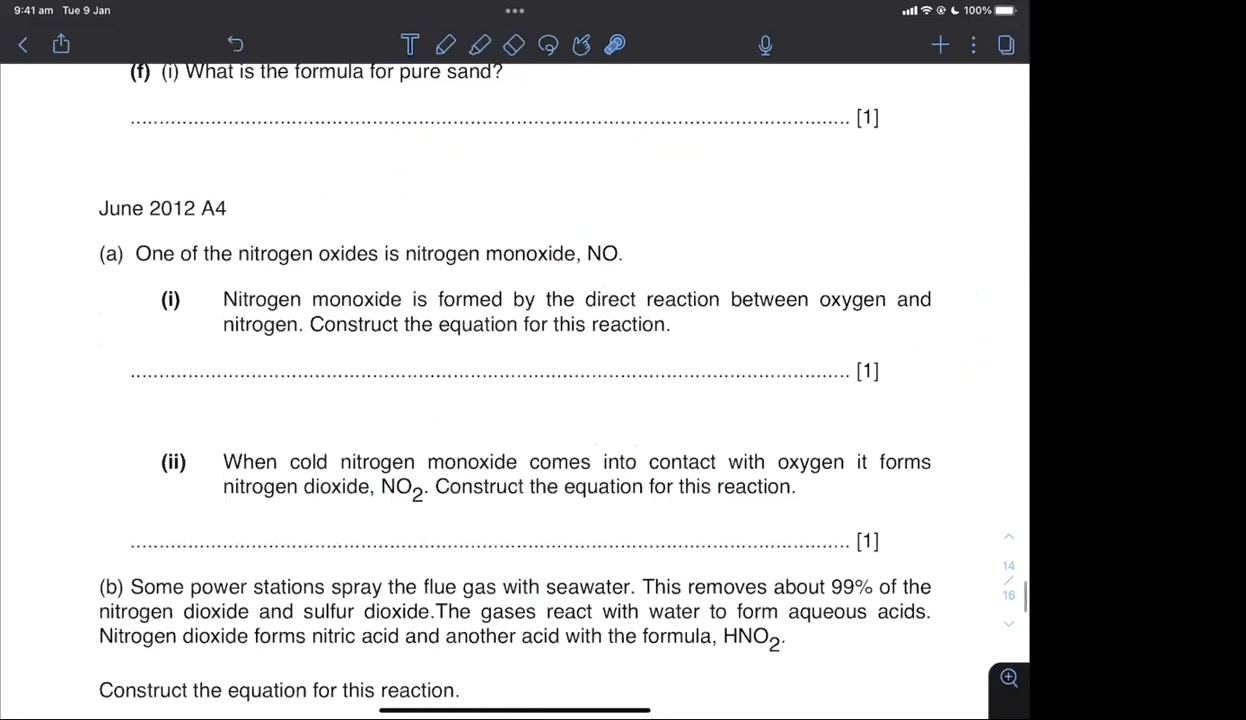 9:41 am Tue 9 Jan
100%
(f) (i) What is the formula for pure sand?
........................................................................................................................... [1]
June 2012 A4
(a) One of the nitrogen oxides is nitrogen monoxide, NO.
(i) Nitrogen monoxide is formed by the direct reaction between oxygen and
nitrogen. Construct the equation for this reaction.
........................................................................................................................... [1]
(ii) When cold nitrogen monoxide comes into contact with oxygen it forms
nitrogen dioxide, NO₂. Construct the equation for this reaction.
........................................................................................................................... [1]
14
/
16
(b) Some power stations spray the flue gas with seawater. This removes about 99% of the
nitrogen dioxide and sulfur dioxide.The gases react with water to form aqueous acids.
Nitrogen dioxide forms nitric acid and another acid with the formula, HNO₂.
Construct the equation for this reaction.